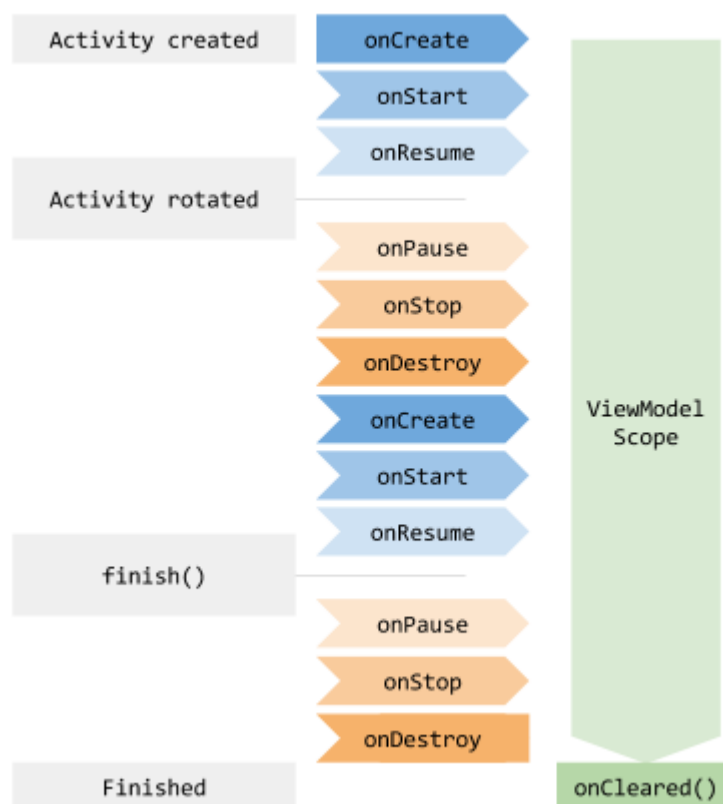 Activity created
onCreate
onStart
onResume
Activity rotated
onPause
onStop
onDestroy
onCreate
onStart
onResume
finish()
onPause
onStop
onDestroy
Finished
ViewModel
Scope
onCleared()